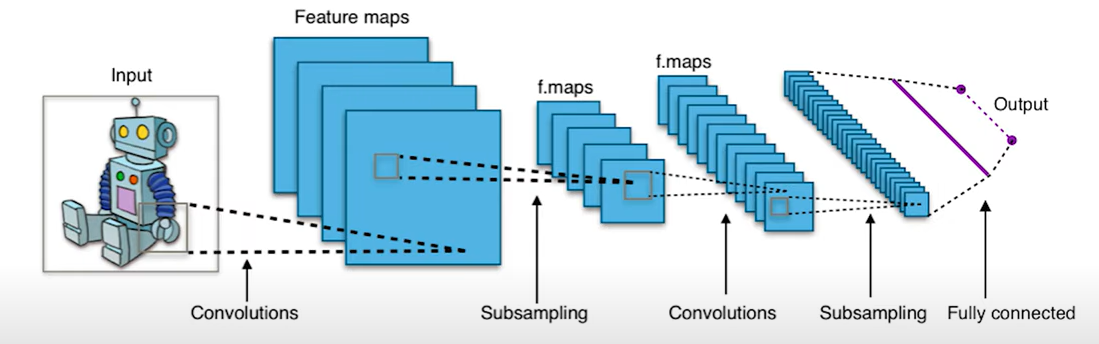 Feature maps
Input
f.maps
f.maps
Output
Convolutions
Subsampling
Convolutions
Subsampling
Fully connected